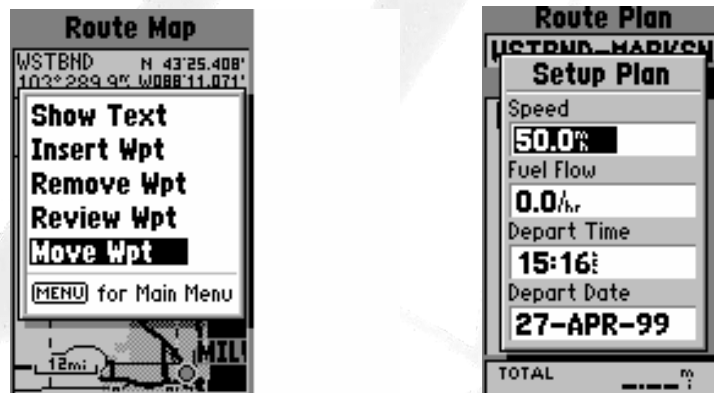 Route Map
WSTBND N 43°25.408'
W088°11.071'
Show Text
Insert Wpt
Remove Wpt
Review Wpt
Move Wpt
MENU for Main Menu
12mi
Route Plan
Setup Plan
Speed
50.0
Fuel Flow
0.0/hr
Depart Time
15:16
Depart Date
27-APR-99
TOTAL